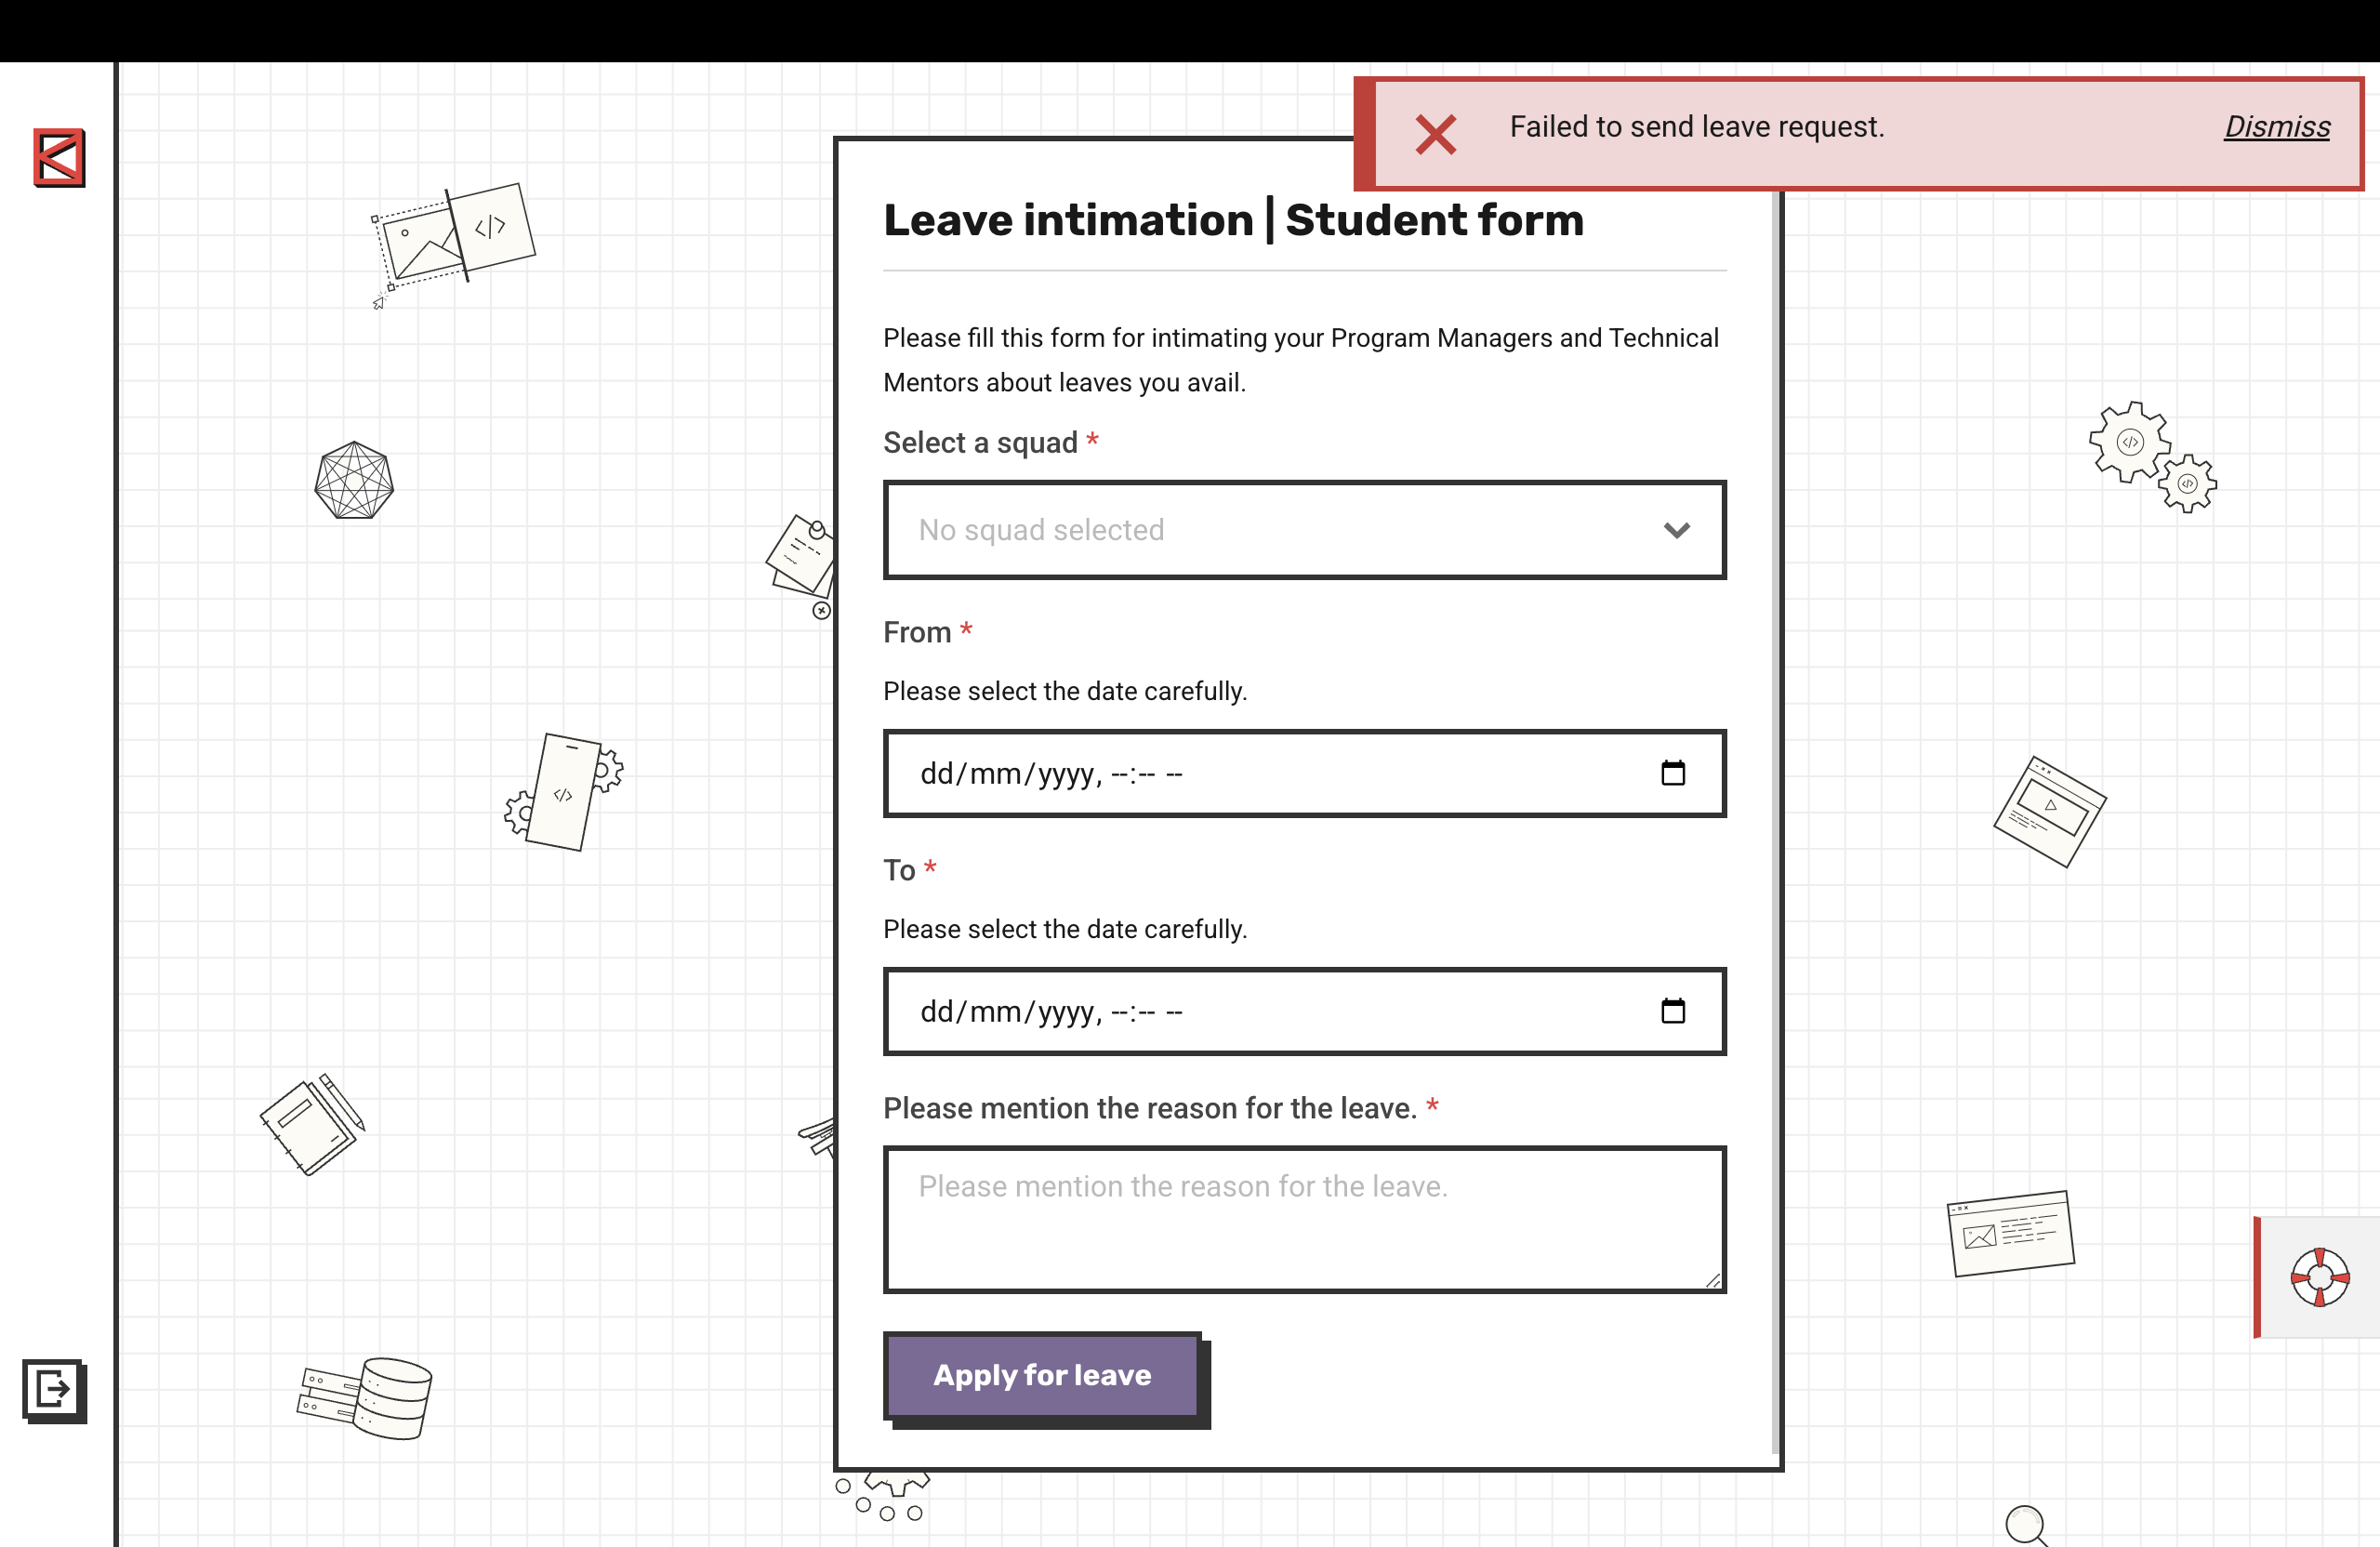 Failed to send leave request.
Dismiss
Leave intimation | Student form
Please fill this form for intimating your Program Managers and Technical
Mentors about leaves you avail.
Select a squad *
No squad selected
From *
Please select the date carefully.
dd/mm/yyyy, --:-- --
To *
Please select the date carefully.
dd/mm/yyyy, --:-- --
Please mention the reason for the leave. *
Please mention the reason for the leave.
Apply for leave